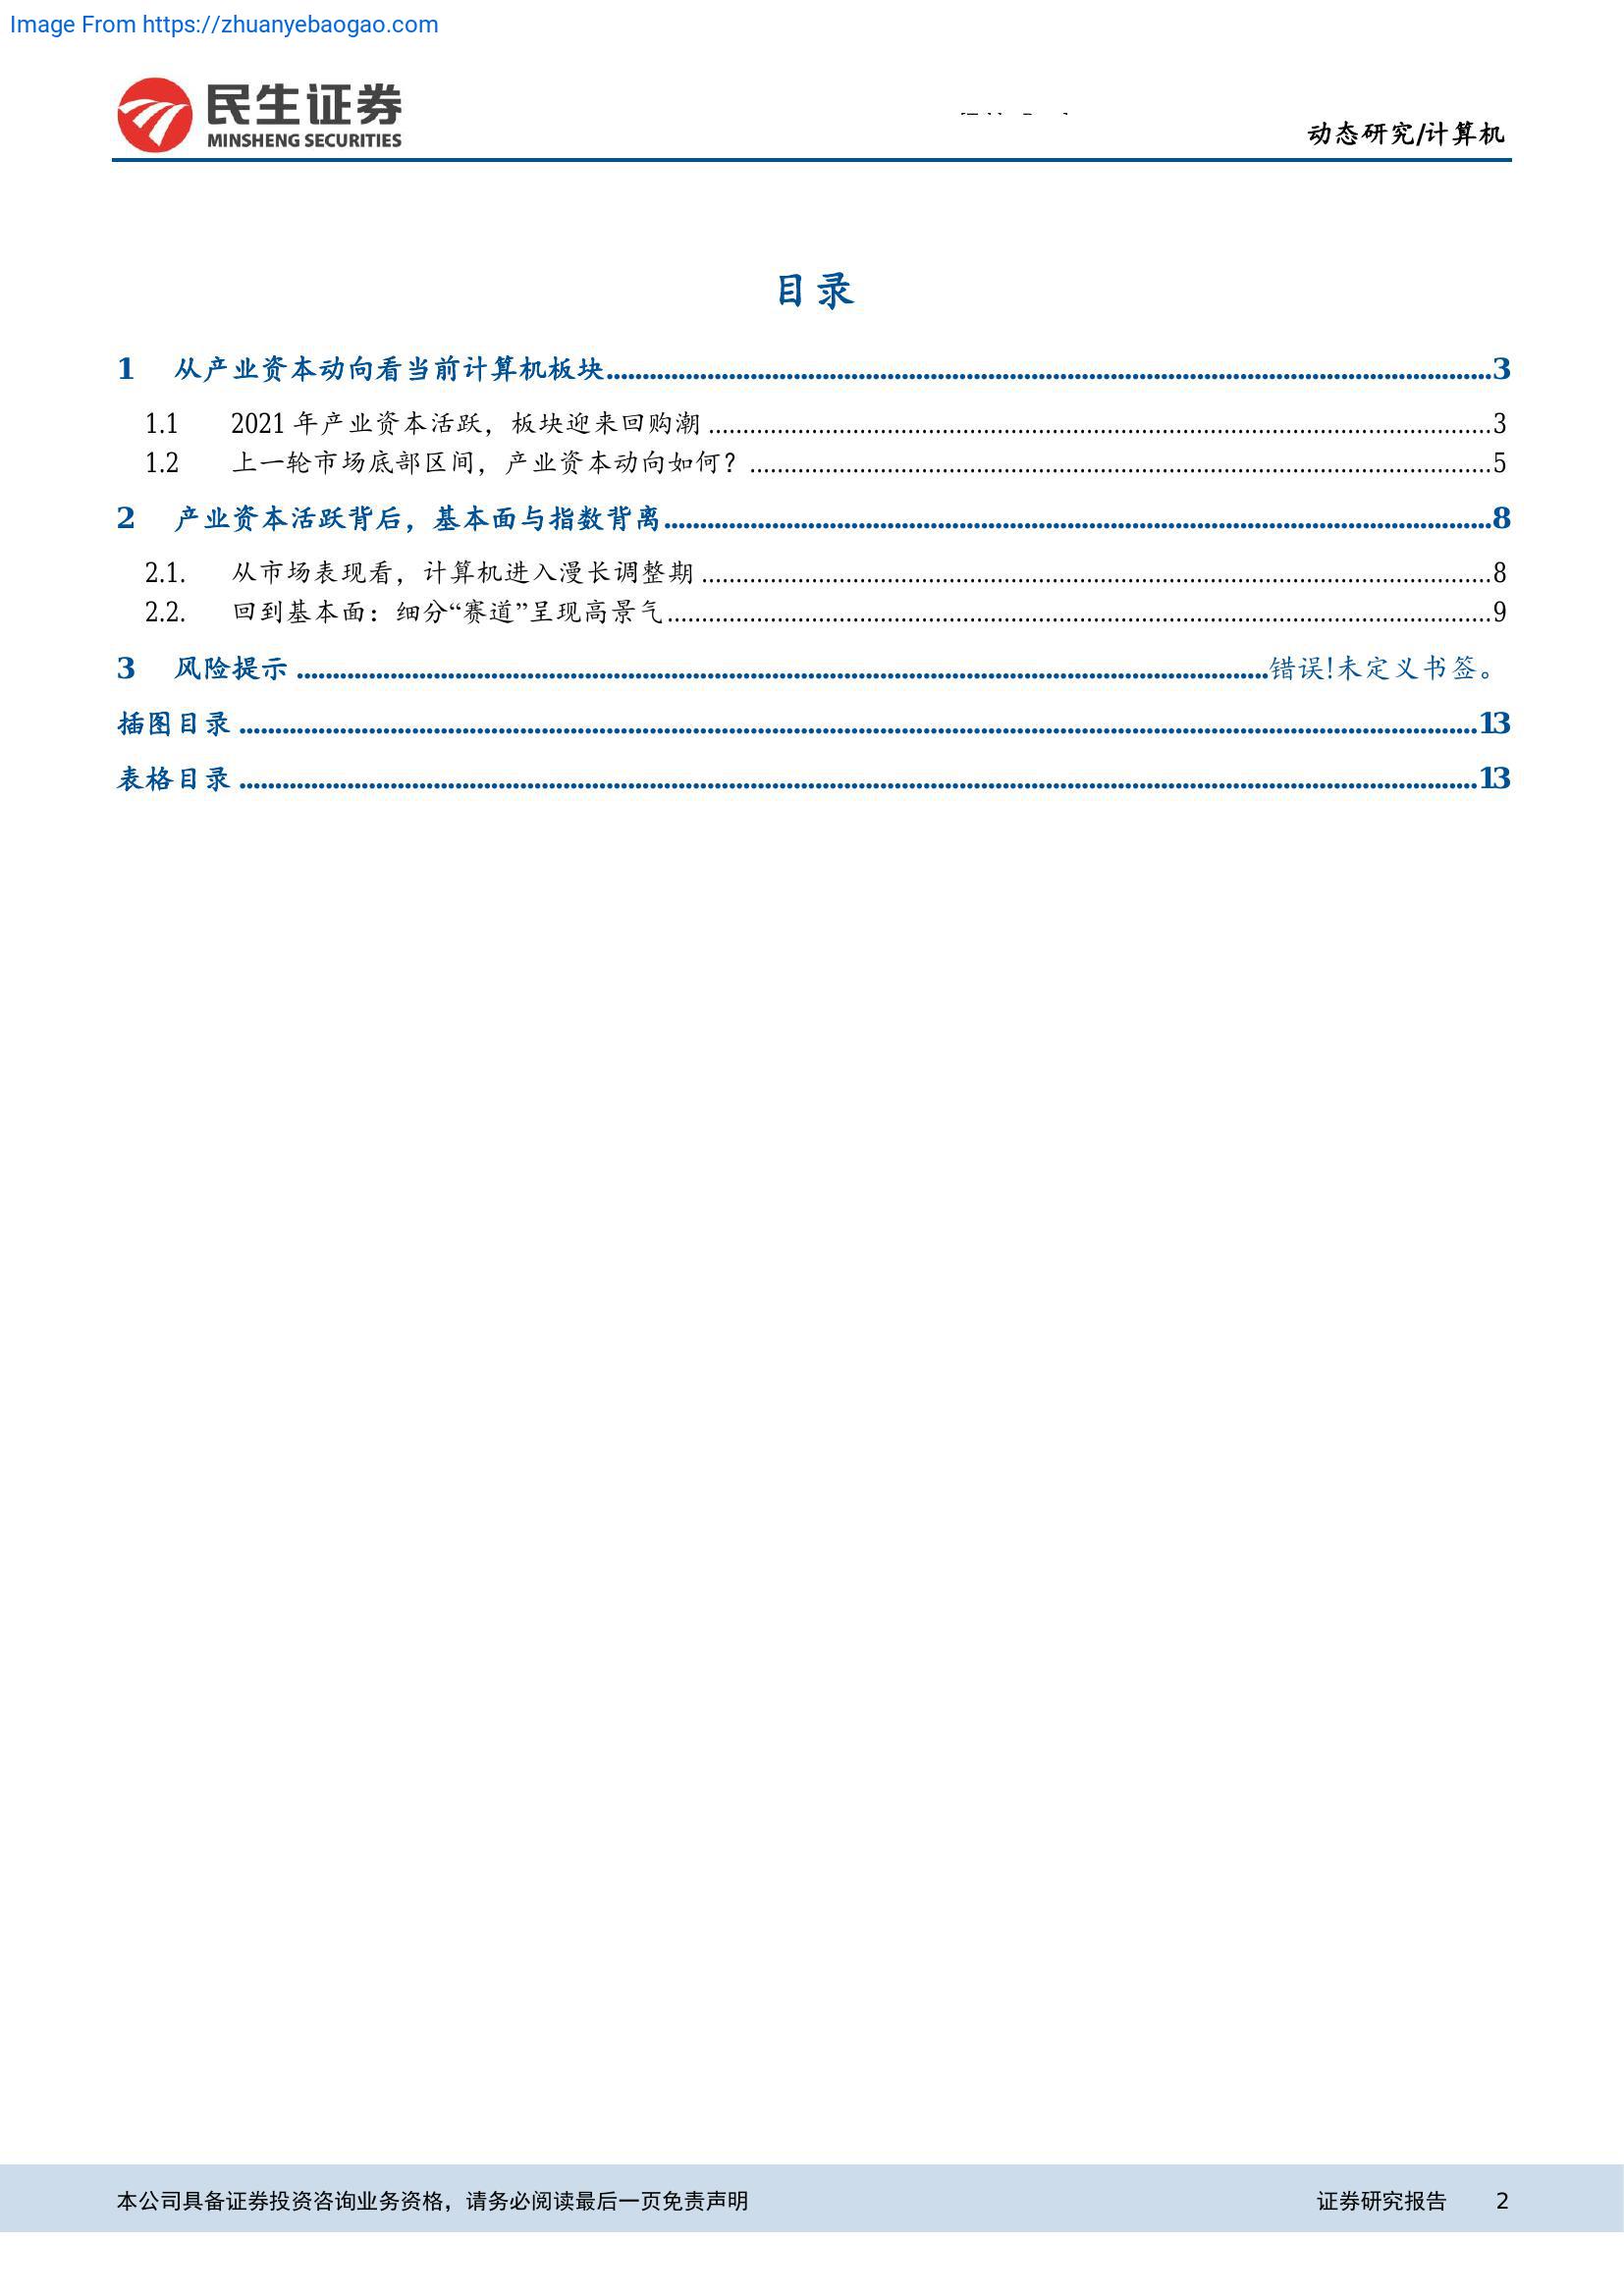 Image From https://zhuanyebaogao.com
民生证券
MINSHENG SECURITIES
动态研究/计算机
目录
1 从产业资本动向看当前计算机板块........................3
1.1 2021 年产业资本活跃，板块迎来回购潮........................3
1.2 上一轮市场底部区间，产业资本动向如何？........................5
2 产业资本活跃背后，基本面与指数背离........................8
2.1. 从市场表现看，计算机进入漫长调整期........................8
2.2. 回到基本面：细分“赛道”呈现高景气........................9
3 风险提示........................错误!未定义书签。
插图目录........................13
表格目录........................13
本公司具备证券投资咨询业务资格，请务必阅读最后一页免责声明 证券研究报告 2